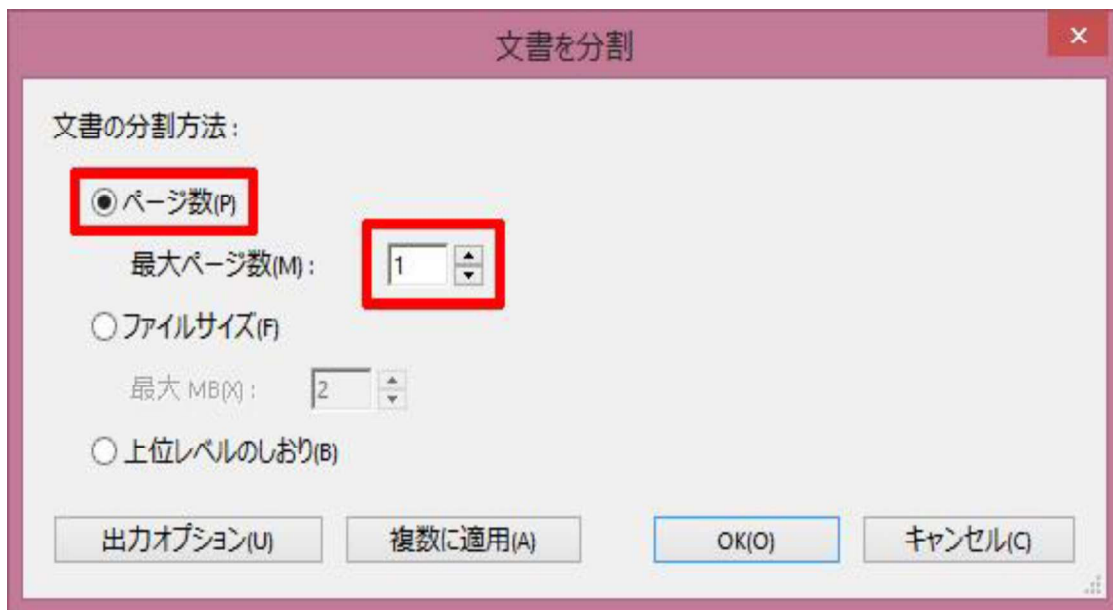 文書を分割
文書の分割方法:
ページ数(P)
最大ページ数(M): 1
ファイルサイズ(F)
最大 MB(X): 2
上位レベルのしおり(B)
出力オプション(U) 複数に適用(A) OK(O) キャンセル(C)